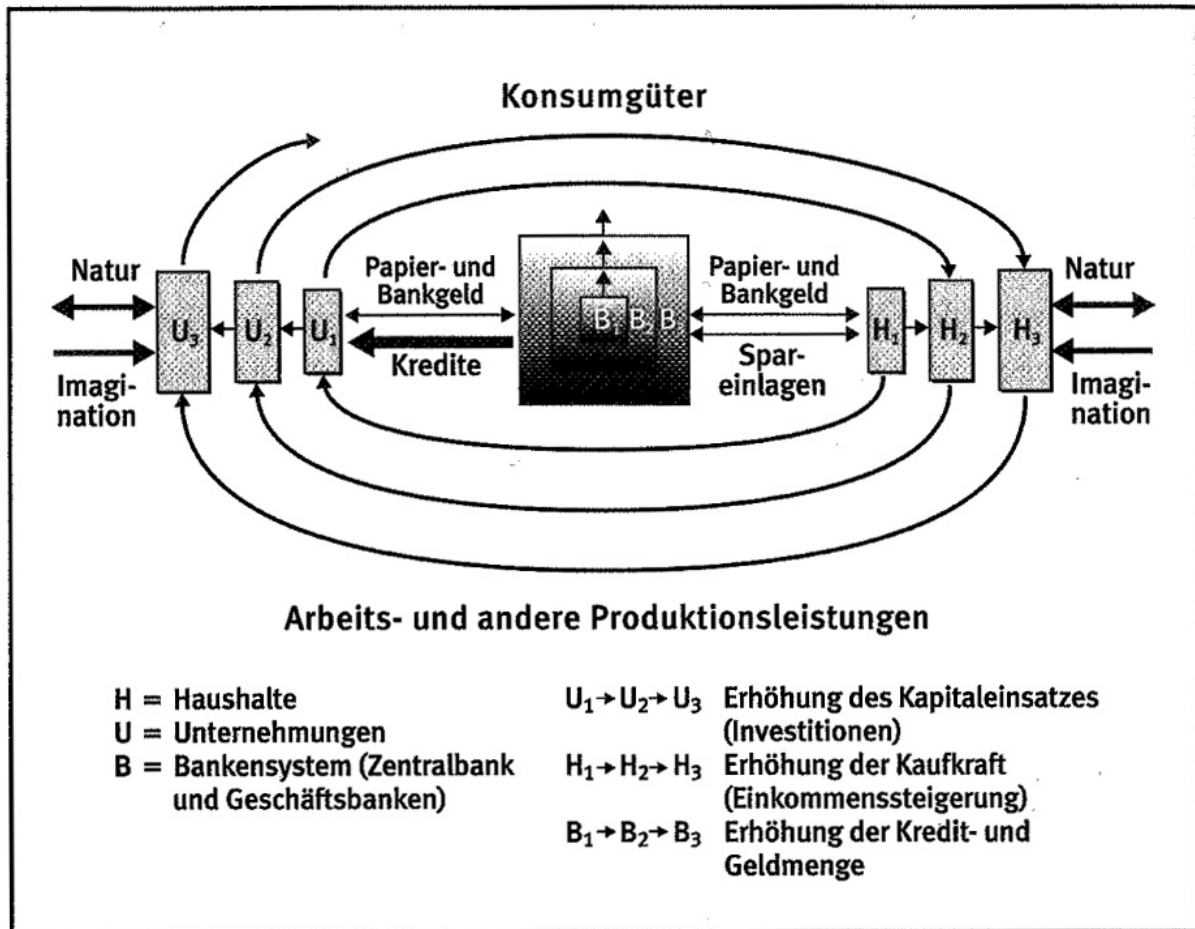 Konsumgüter
Natur
Imagi-
nation
U₃
U₂
U₁
Papier- und
Bankgeld
Kredite
B₁
B₂
B
Papier- und
Bankgeld
Spar-
einlagen
H₁
H₂
H₃
Natur
Imagi-
nation
Arbeits- und andere Produktionsleistungen
H = Haushalte
U = Unternehmungen
B = Bankensystem (Zentralbank
und Geschäftsbanken)
U₁→U₂→U₃ Erhöhung des Kapitaleinsatzes
(Investitionen)
H₁→H₂→H₃ Erhöhung der Kaufkraft
(Einkommenssteigerung)
B₁→B₂→B₃ Erhöhung der Kredit- und
Geldmenge